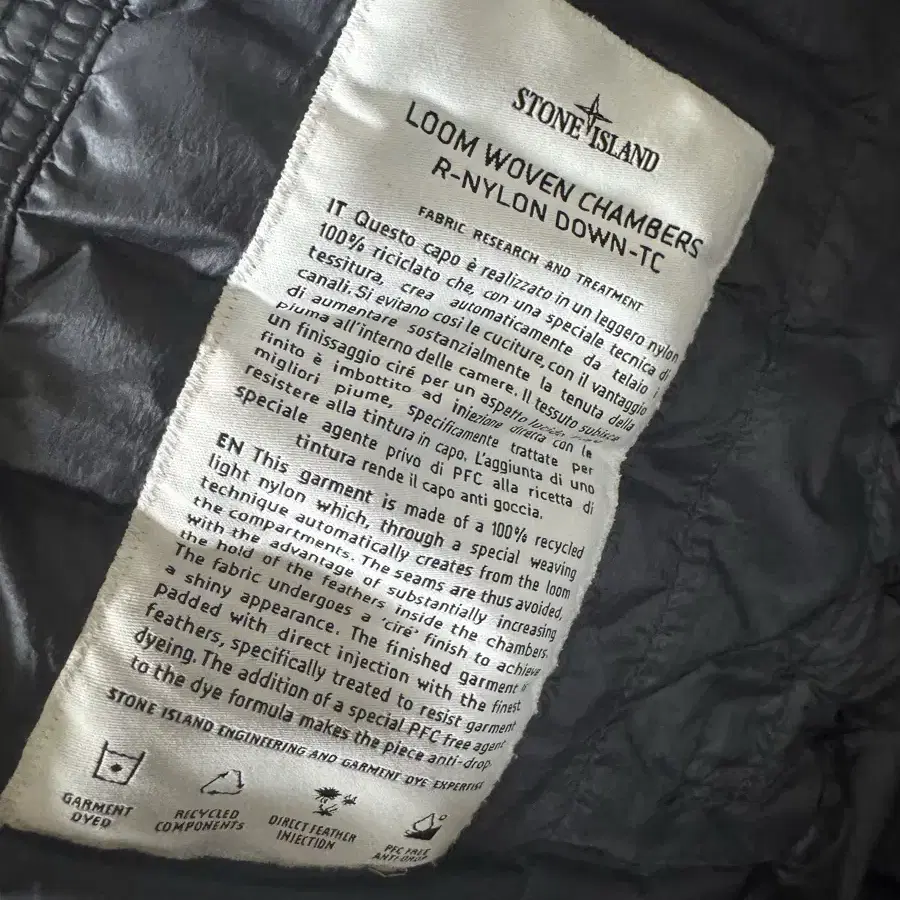 STONE ISLAND
LOOM WOVEN CHAMBERS
R-NYLON DOWN-TC
FABRIC RESEARCH AND TREATMENT
IT Questo capo è realizzato in un leggero nylon
100% riciclato che, con una speciale tecnica di
tessitura, crea automaticamente da telaio i
canali. Si evitano così le cuciture, con il vantaggio
di aumentare sostanzialmente la tenuta della
piuma all'interno delle camere. Il tessuto subisce
un finissaggio ciré per un aspetto
finito è imbottito ad iniezione diretta con le
migliori piume, specificamente trattate per
resistere alla tintura in capo. L'aggiunta di uno
speciale agente privo di PFC alla ricetta di
tintura rende il capo anti goccia.
EN This garment is made of a 100% recycled
light nylon which, through a special weaving
technique automatically creates from the loom
the compartments. The seams are thus avoided,
with the advantage of substantially increasing
the hold of the feathers inside the chambers.
The fabric undergoes a 'ciré' finish to achieve
a shiny appearance. The finished garment is
padded with direct injection with the finest
feathers, specifically treated to resist garment
dyeing. The addition of a special PFC free agent
to the dye formula makes the piece anti-drop.
STONE ISLAND ENGINEERING AND GARMENT DYE EXPERTISE
GARMENT
DYED
RECYCLED
COMPONENTS
DIRECT FEATHER
INJECTION
PFC FREE
ANTI-DROP